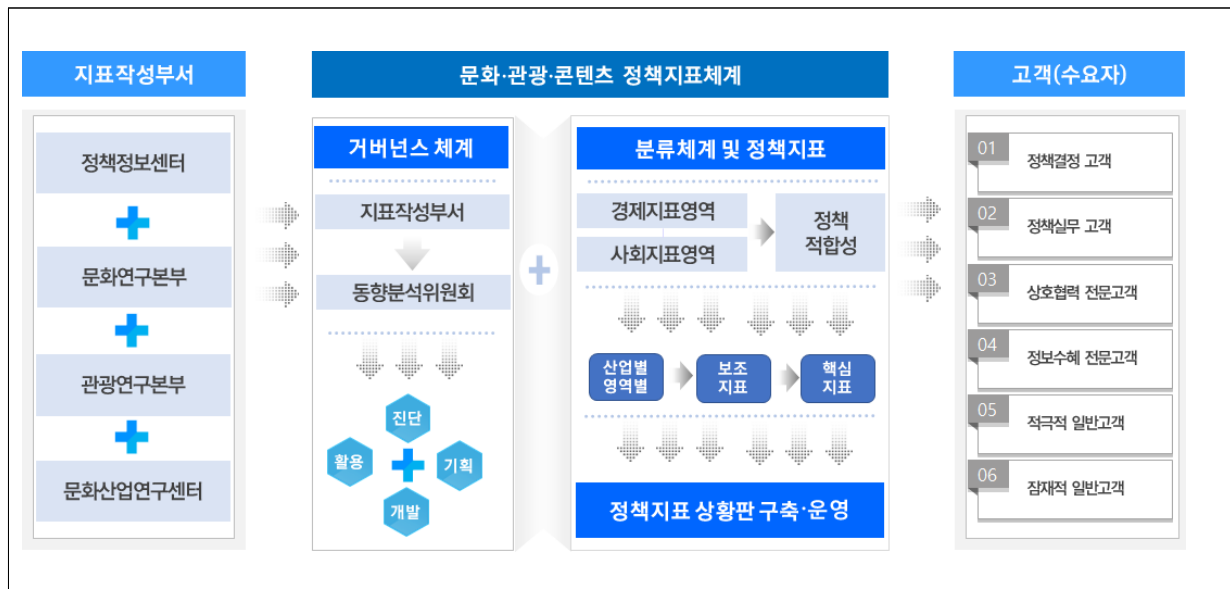 지표작성부서
정책정보센터
문화연구본부
관광연구본부
문화산업연구센터
문화·관광·콘텐츠 정책지표체계
거버넌스 체계
지표작성부서
동향분석위원회
진단
활용
기획
개발
분류체계 및 정책지표
경제지표영역
사회지표영역
정책
적합성
산업별
영역별
보조
지표
핵심
지표
정책지표 상황판 구축·운영
고객(수요자)
01
정책결정 고객
02
정책실무 고객
03
상호협력 전문고객
04
정보수혜 전문고객
05
적극적 일반고객
06
잠재적 일반고객